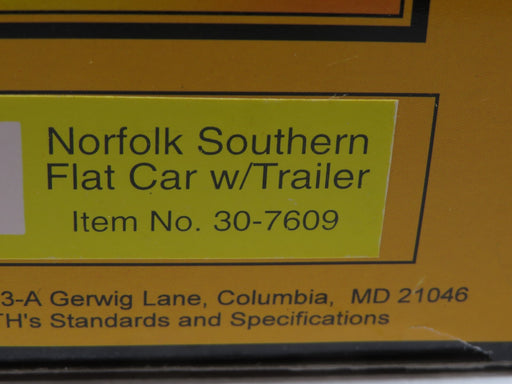 Norfolk Southern
Flat Car w/Trailer
Item No. 30-7609
3-A Gerwig Lane, Columbia, MD 21046
TH's Standards and Specifications